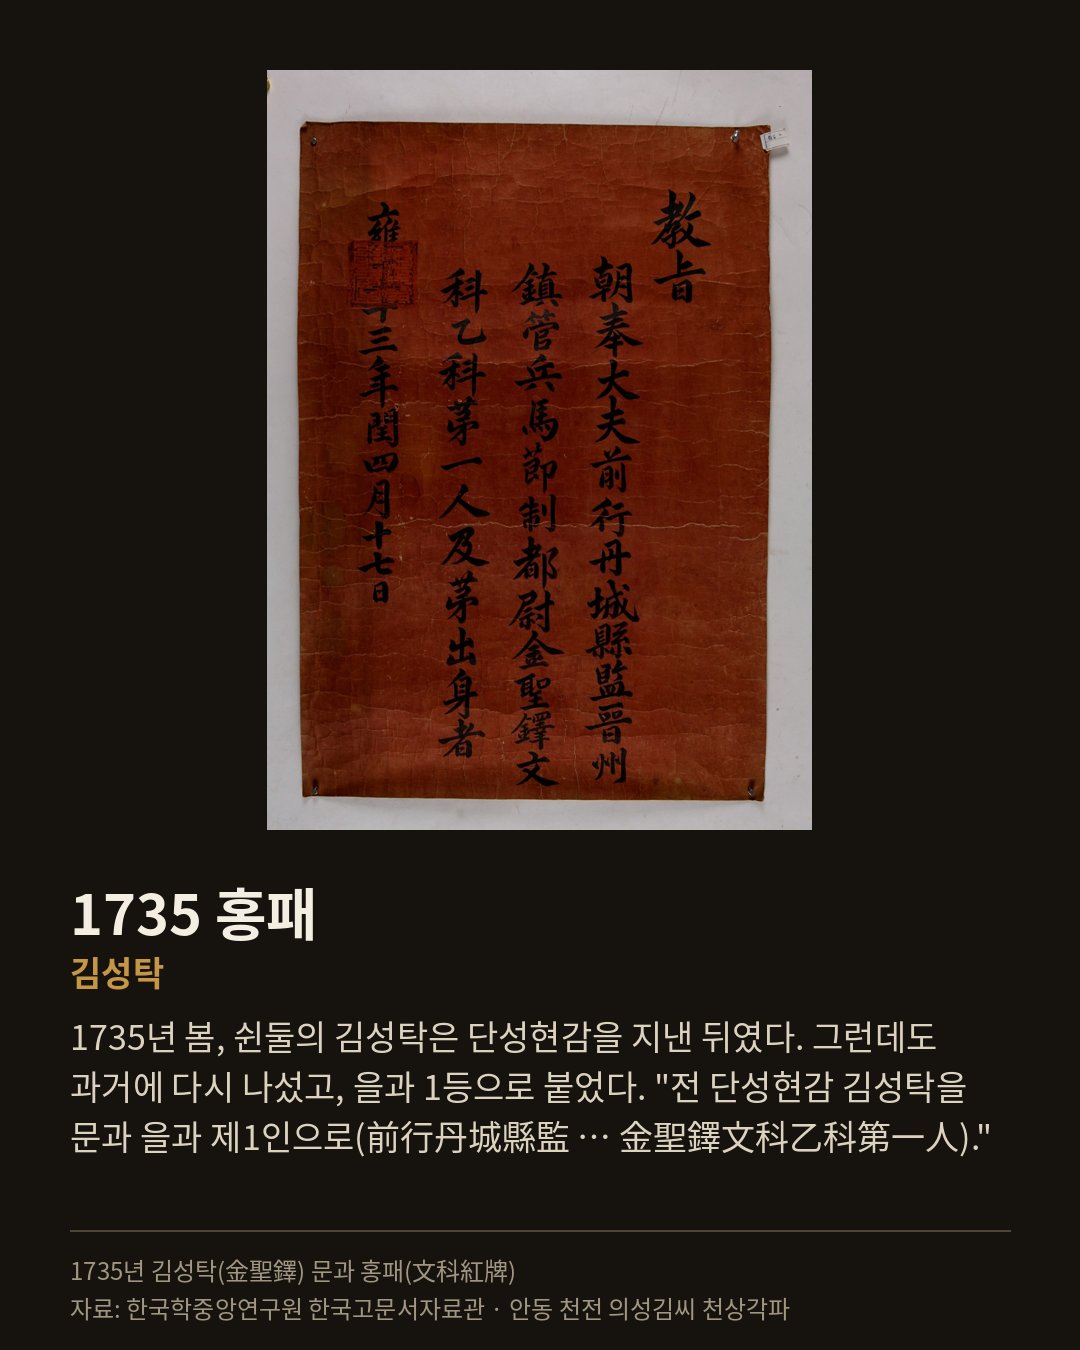 教旨
朝奉大夫前行丹城縣監晉州
鎮管兵馬節制都尉金聖鐸文
科乙科苐一人及苐出身者
雍
十三年閏四月十七日
1735 홍패
김성탁
1735년 봄, 쉰둘의 김성탁은 단성현감을 지낸 뒤였다. 그런데도
과거에 다시 나섰고, 을과 1등으로 붙었다. "전 단성현감 김성탁을
문과 을과 제1인으로(前行丹城縣監 … 金聖鐸文科乙科第一人)."
1735년 김성탁(金聖鐸) 문과 홍패(文科紅牌)
자료: 한국학중앙연구원 한국고문서자료관 · 안동 천전 의성김씨 천상각파